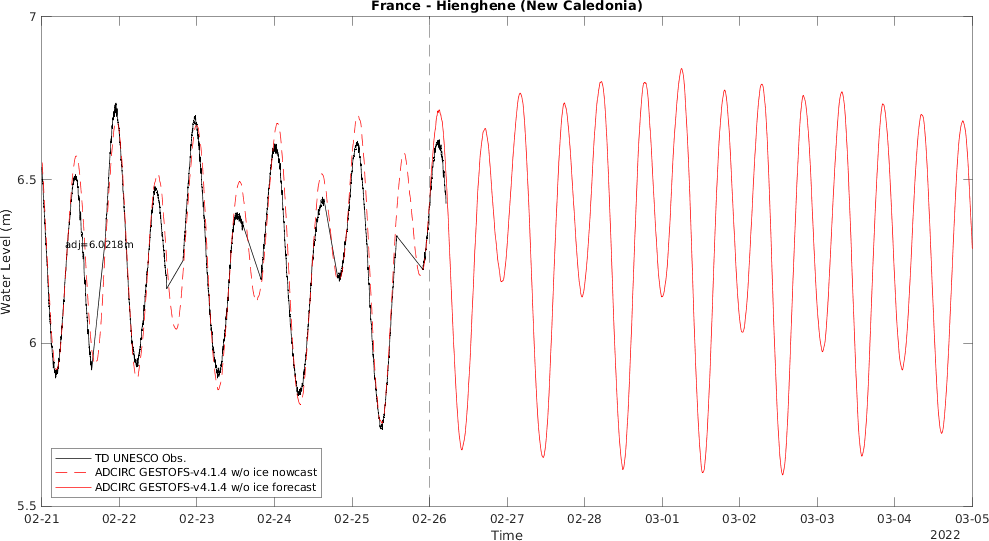 France - Hienghene (New Caledonia)
7
6.5
6
5.5
Water Level (m)
adj=6.0218m
TD UNESCO Obs.
ADCIRC GESTOFS-v4.1.4 w/o ice nowcast
ADCIRC GESTOFS-v4.1.4 w/o ice forecast
02-21 02-22 02-23 02-24 02-25 02-26 02-27 02-28 03-01 03-02 03-03 03-04 03-05
Time
2022